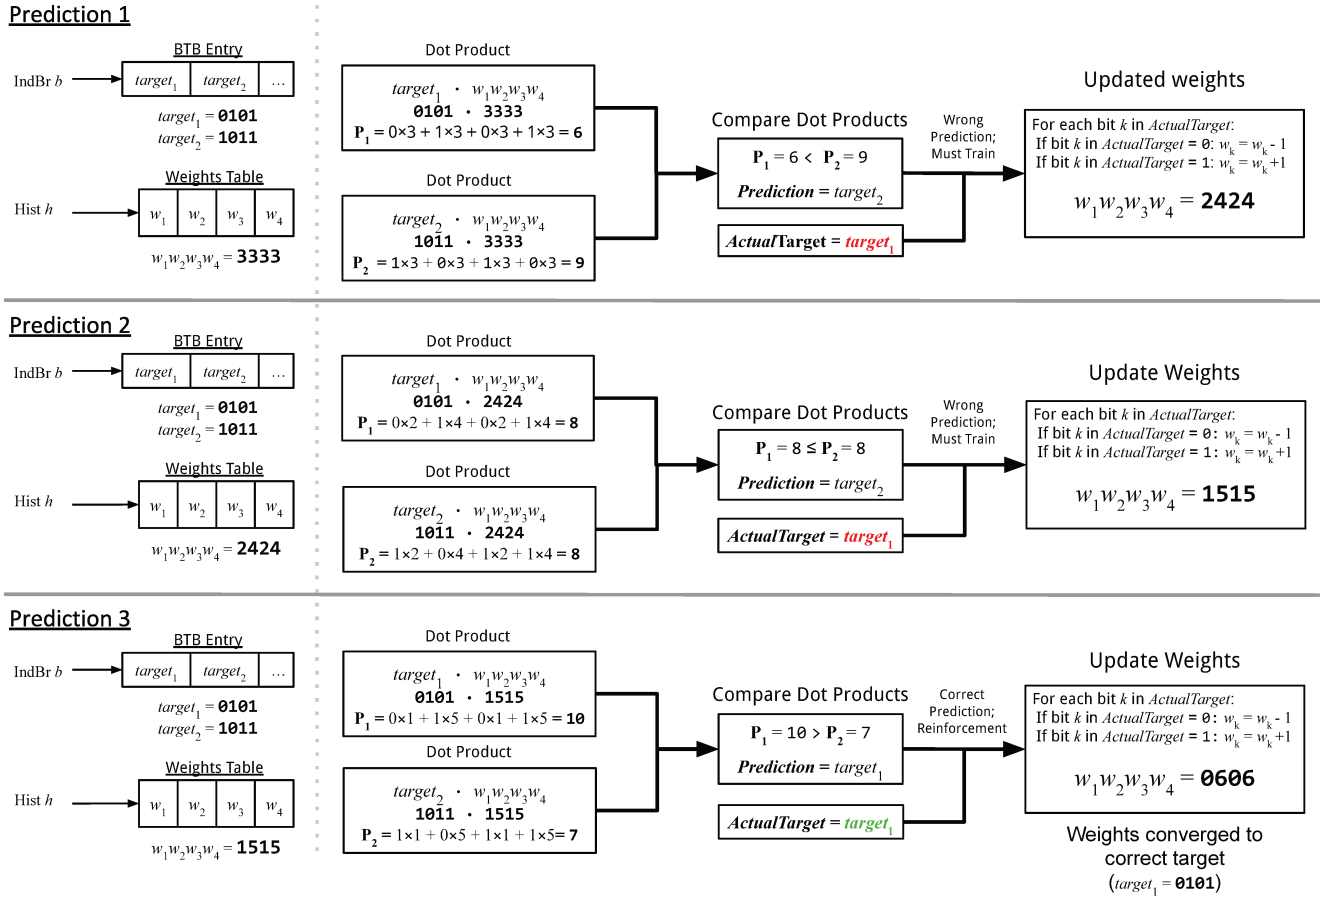 Prediction 1
BTB Entry
IndBr b
target₁ target₂ ...
target₁ = 0101
target₂ = 1011
Weights Table
Hist h
w₁ w₂ w₃ w₄
w₁w₂w₃w₄ = 3333
Dot Product
target₁ · w₁w₂w₃w₄
0101 · 3333
P₁ = 0×3 + 1×3 + 0×3 + 1×3 = 6
Dot Product
target₂ · w₁w₂w₃w₄
1011 · 3333
P₂ = 1×3 + 0×3 + 1×3 + 0×3 = 9
Compare Dot Products
P₁ = 6 < P₂ = 9
Prediction = target₂
ActualTarget = target₁
Wrong
Prediction;
Must Train
Updated weights
For each bit k in ActualTarget:
If bit k in ActualTarget = 0: wₖ = wₖ - 1
If bit k in ActualTarget = 1: wₖ = wₖ +1
w₁w₂w₃w₄ = 2424
Prediction 2
BTB Entry
IndBr b
target₁ target₂ ...
target₁ = 0101
target₂ = 1011
Weights Table
Hist h
w₁ w₂ w₃ w₄
w₁w₂w₃w₄ = 2424
Dot Product
target₁ · w₁w₂w₃w₄
0101 · 2424
P₁ = 0×2 + 1×4 + 0×2 + 1×4 = 8
Dot Product
target₂ · w₁w₂w₃w₄
1011 · 2424
P₂ = 1×2 + 0×4 + 1×2 + 1×4 = 8
Compare Dot Products
P₁ = 8 ≤ P₂ = 8
Prediction = target₂
ActualTarget = target₁
Wrong
Prediction;
Must Train
Update Weights
For each bit k in ActualTarget:
If bit k in ActualTarget = 0: wₖ = wₖ - 1
If bit k in ActualTarget = 1: wₖ = wₖ +1
w₁w₂w₃w₄ = 1515
Prediction 3
BTB Entry
IndBr b
target₁ target₂ ...
target₁ = 0101
target₂ = 1011
Weights Table
Hist h
w₁ w₂ w₃ w₄
w₁w₂w₃w₄ = 1515
Dot Product
target₁ · w₁w₂w₃w₄
0101 · 1515
P₁ = 0×1 + 1×5 + 0×1 + 1×5 = 10
Dot Product
target₂ · w₁w₂w₃w₄
1011 · 1515
P₂ = 1×1 + 0×5 + 1×1 + 1×5= 7
Compare Dot Products
P₁ = 10 > P₂ = 7
Prediction = target₁
ActualTarget = target₁
Correct
Prediction;
Reinforcement
Update Weights
For each bit k in ActualTarget:
If bit k in ActualTarget = 0: wₖ = wₖ - 1
If bit k in ActualTarget = 1: wₖ = wₖ +1
w₁w₂w₃w₄ = 0606
Weights converged to
correct target
(target₁ = 0101)